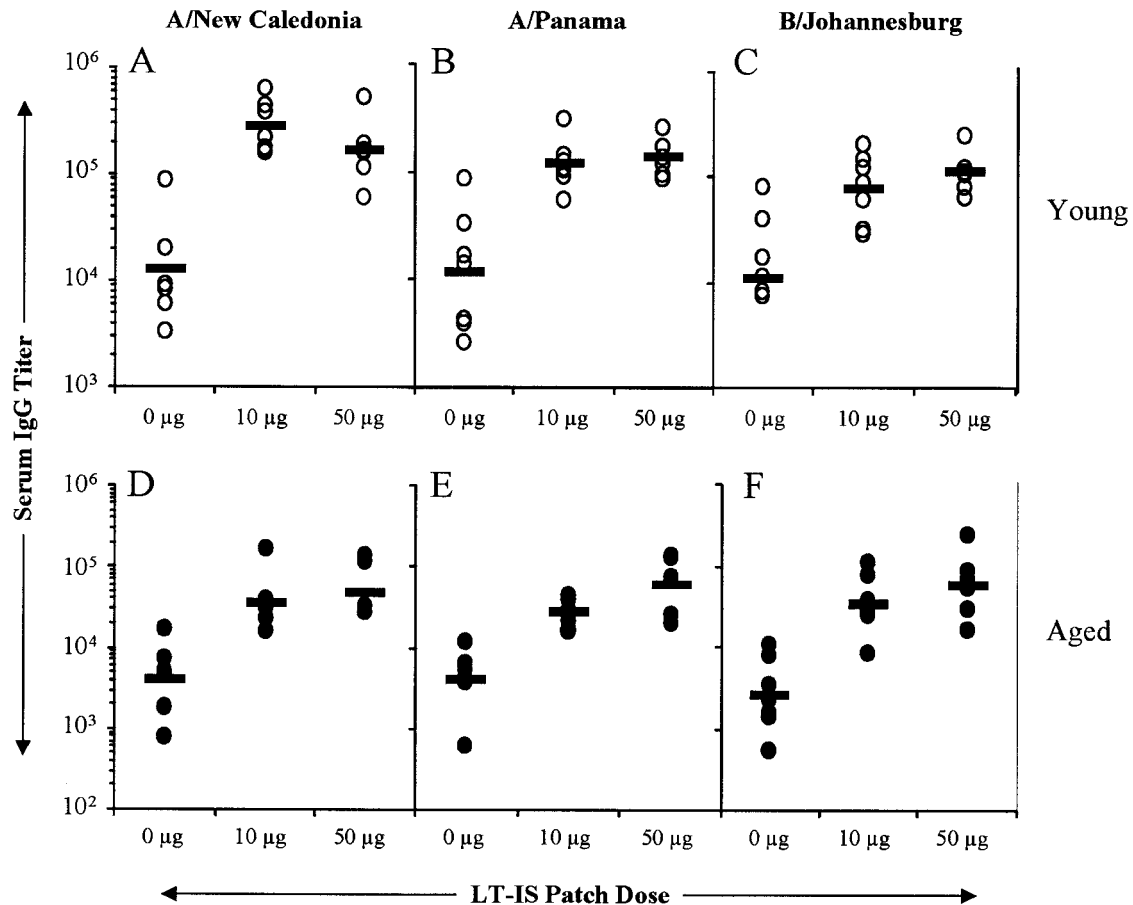 A/New Caledonia A/Panama B/Johannesburg
A B C
10⁶
10⁵
10⁴
10³
Young
0 µg 10 µg 50 µg 0 µg 10 µg 50 µg 0 µg 10 µg 50 µg
Serum IgG Titer
D E F
10⁶
10⁵
10⁴
10³
10²
Aged
0 µg 10 µg 50 µg 0 µg 10 µg 50 µg 0 µg 10 µg 50 µg
LT-IS Patch Dose